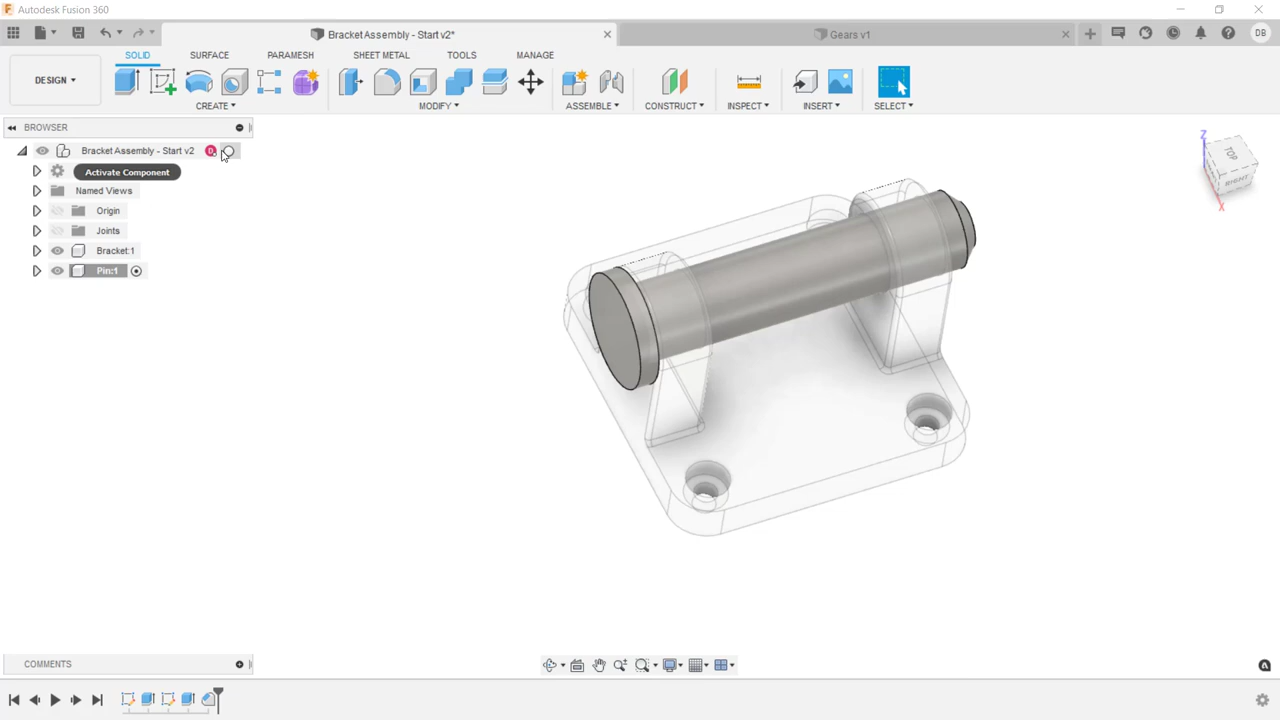 Autodesk Fusion 360
Bracket Assembly - Start v2*
Gears v1
DB
SOLID
SURFACE
PARAMESH
SHEET METAL
TOOLS
MANAGE
DESIGN
CREATE
MODIFY
ASSEMBLE
CONSTRUCT
INSPECT
INSERT
SELECT
BROWSER
Bracket Assembly - Start v2
Activate Component
Named Views
Origin
Joints
Bracket:1
Pin:1
Z
TOP
RIGHT
X
COMMENTS